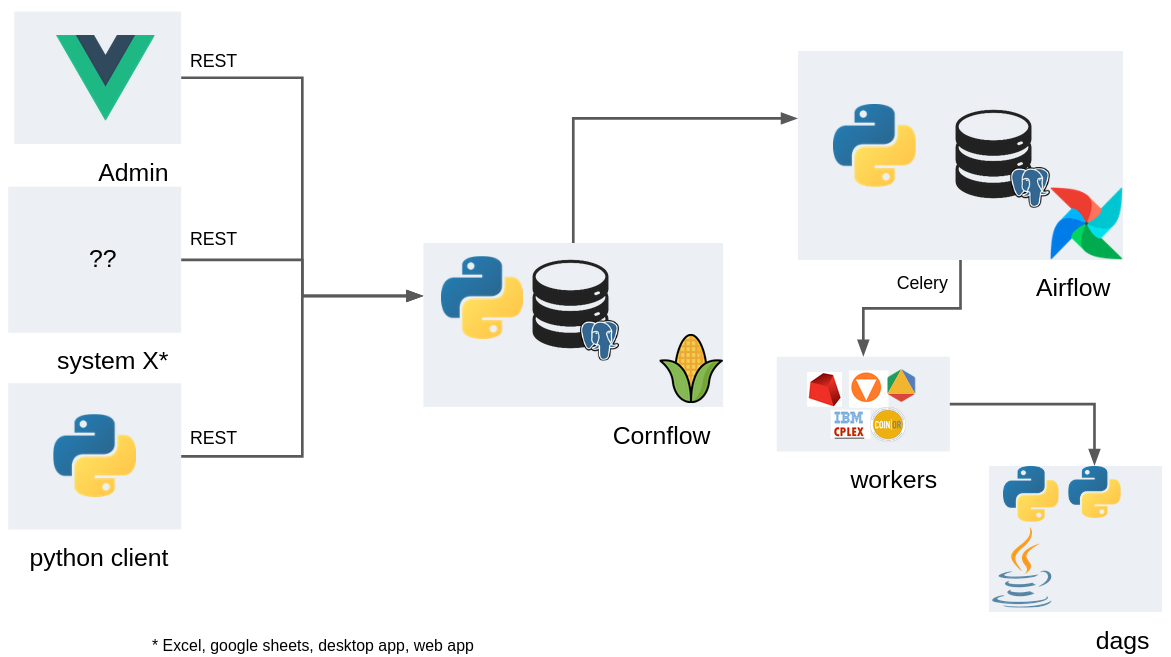 REST
Admin
??
REST
system X*
REST
python client
Cornflow
Airflow
Celery
IBM
CPLEX
COIN|OR
workers
dags
* Excel, google sheets, desktop app, web app